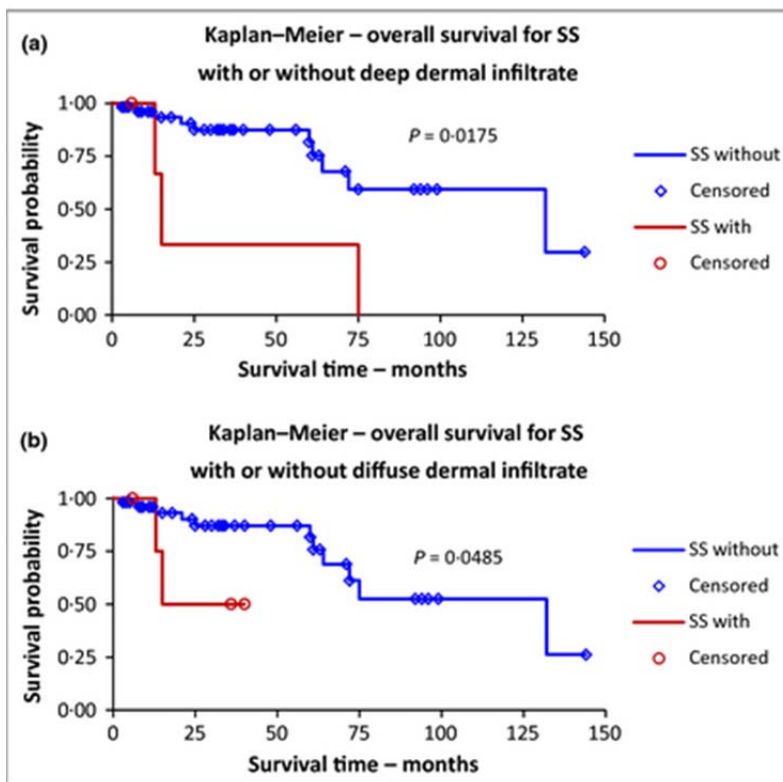 (a)
Kaplan–Meier – overall survival for SS
with or without deep dermal infiltrate
Survival probability
1·00
0·75
0·50
0·25
0·00
P = 0·0175
SS without
Censored
SS with
Censored
0 25 50 75 100 125 150
Survival time – months
(b)
Kaplan–Meier – overall survival for SS
with or without diffuse dermal infiltrate
Survival probability
1·00
0·75
0·50
0·25
0·00
P = 0·0485
SS without
Censored
SS with
Censored
0 25 50 75 100 125 150
Survival time – months